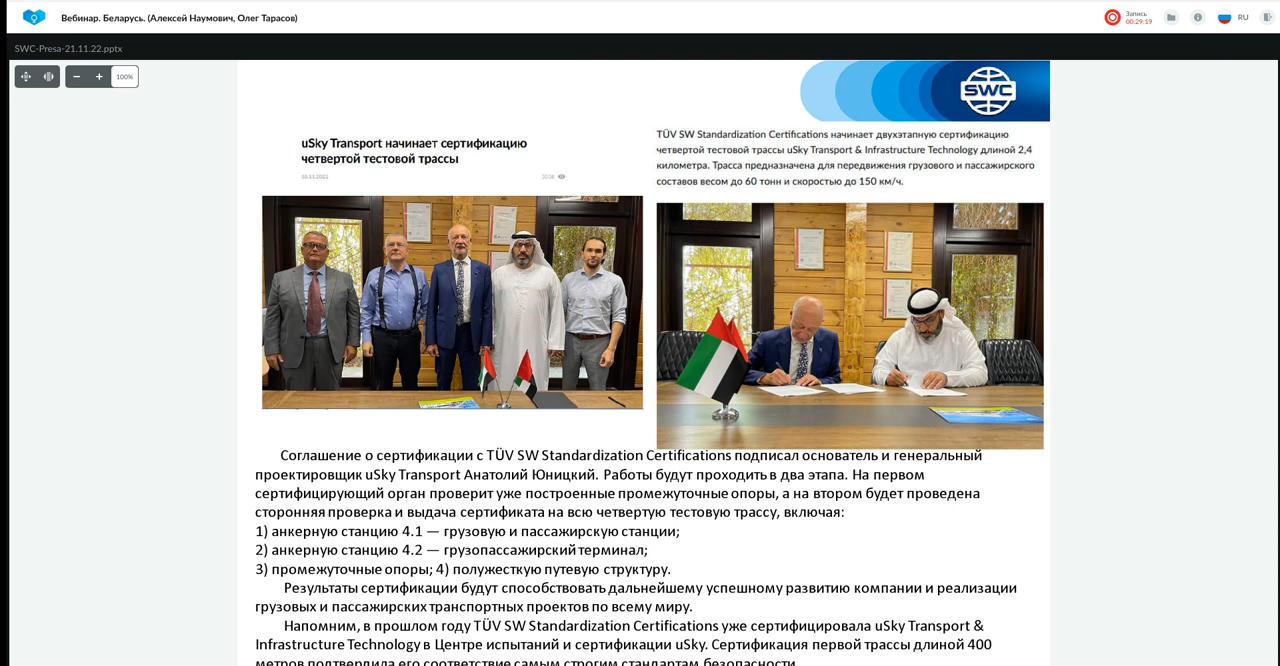 Вебинар. Беларусь. (Алексей Наумович, Олег Тарасов)
Запись
00:29:19
RU
SWC-Presa-21.11.22.pptx
100%
SWC
uSky Transport начинает сертификацию
четвертой тестовой трассы
TÜV SW Standardization Certifications начинает двухэтапную сертификацию
четвертой тестовой трассы uSky Transport & Infrastructure Technology длиной 2,4
километра. Трасса предназначена для передвижения грузового и пассажирского
составов весом до 60 тонн и скоростью до 150 км/ч.
Соглашение о сертификации с TÜV SW Standardization Certifications подписал основатель и генеральный
проектировщик uSky Transport Анатолий Юницкий. Работы будут проходить в два этапа. На первом
сертифицирующий орган проверит уже построенные промежуточные опоры, а на втором будет проведена
сторонняя проверка и выдача сертификата на всю четвертую тестовую трассу, включая:
1) анкерную станцию 4.1 — грузовую и пассажирскую станции;
2) анкерную станцию 4.2 — грузопассажирский терминал;
3) промежуточные опоры; 4) полужесткую путевую структуру.
Результаты сертификации будут способствовать дальнейшему успешному развитию компании и реализации
грузовых и пассажирских транспортных проектов по всему миру.
Напомним, в прошлом году TÜV SW Standardization Certifications уже сертифицировала uSky Transport &
Infrastructure Technology в Центре испытаний и сертификации uSky. Сертификация первой трассы длиной 400
метров подтвердила его соответствие самым строгим стандартам безопасности.